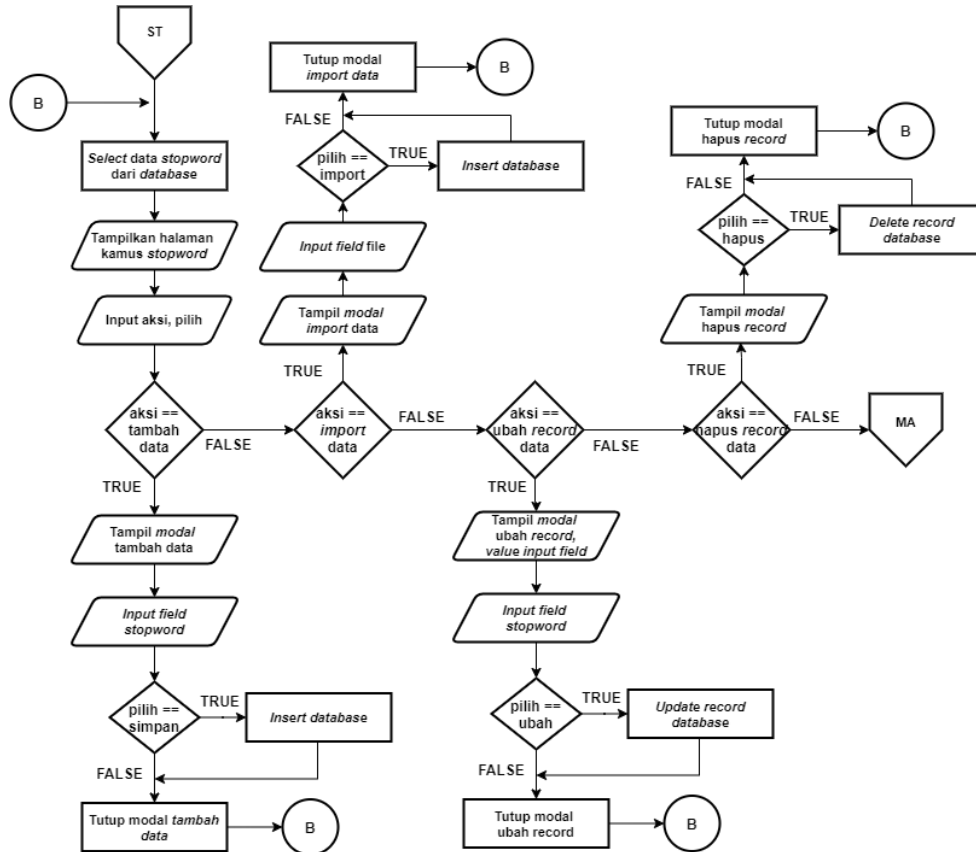 ST
B
Select data stopword
dari database
Tampilkan halaman
kamus stopword
Input aksi, pilih
aksi ==
tambah
data
FALSE
TRUE
Tampil modal
tambah data
Input field
stopword
pilih ==
simpan
TRUE
Insert database
FALSE
Tutup modal tambah
data
B
Tutup modal
import data
B
FALSE
pilih ==
import
TRUE
Insert database
Input field file
Tampil modal
import data
TRUE
aksi ==
import
data
FALSE
aksi ==
ubah record
data
FALSE
TRUE
Tampil modal
ubah record,
value input field
Input field
stopword
pilih ==
ubah
TRUE
Update record
database
FALSE
Tutup modal
ubah record
B
Tutup modal
hapus record
B
FALSE
pilih ==
hapus
TRUE
Delete record
database
Tampil modal
hapus record
TRUE
aksi ==
hapus record
data
FALSE
MA